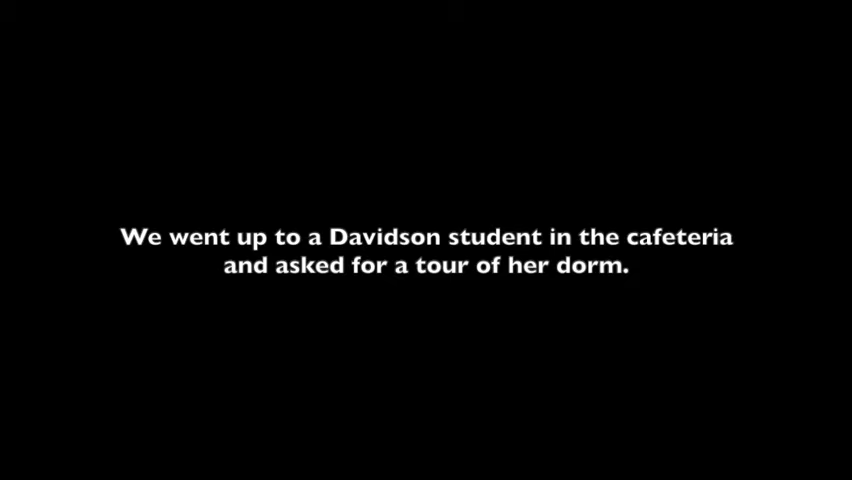 We went up to a Davidson student in the cafeteria
and asked for a tour of her dorm.